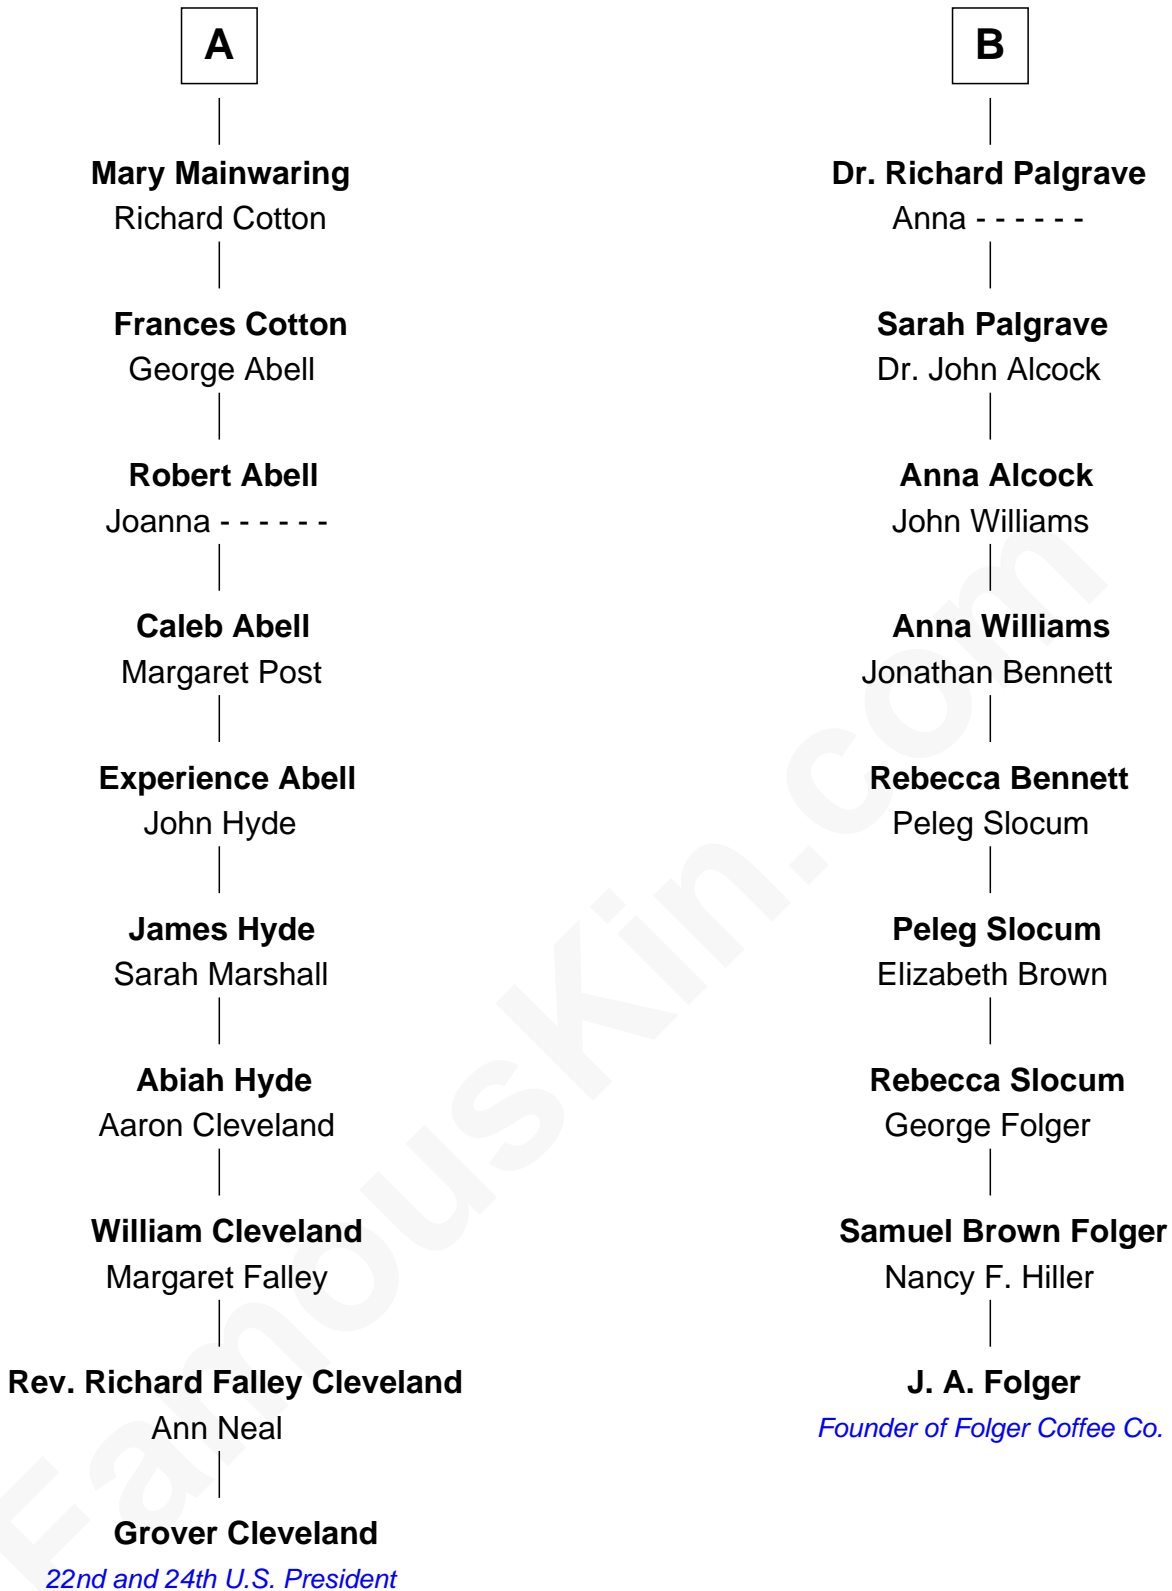 A
Mary Mainwaring
Richard Cotton
Frances Cotton
George Abell
Robert Abell
Joanna - - - - - -
Caleb Abell
Margaret Post
Experience Abell
John Hyde
James Hyde
Sarah Marshall
Abiah Hyde
Aaron Cleveland
William Cleveland
Margaret Falley
Rev. Richard Falley Cleveland
Ann Neal
Grover Cleveland
22nd and 24th U.S. President
B
Dr. Richard Palgrave
Anna - - - - - -
Sarah Palgrave
Dr. John Alcock
Anna Alcock
John Williams
Anna Williams
Jonathan Bennett
Rebecca Bennett
Peleg Slocum
Peleg Slocum
Elizabeth Brown
Rebecca Slocum
George Folger
Samuel Brown Folger
Nancy F. Hiller
J. A. Folger
Founder of Folger Coffee Co.
FamousKin.com